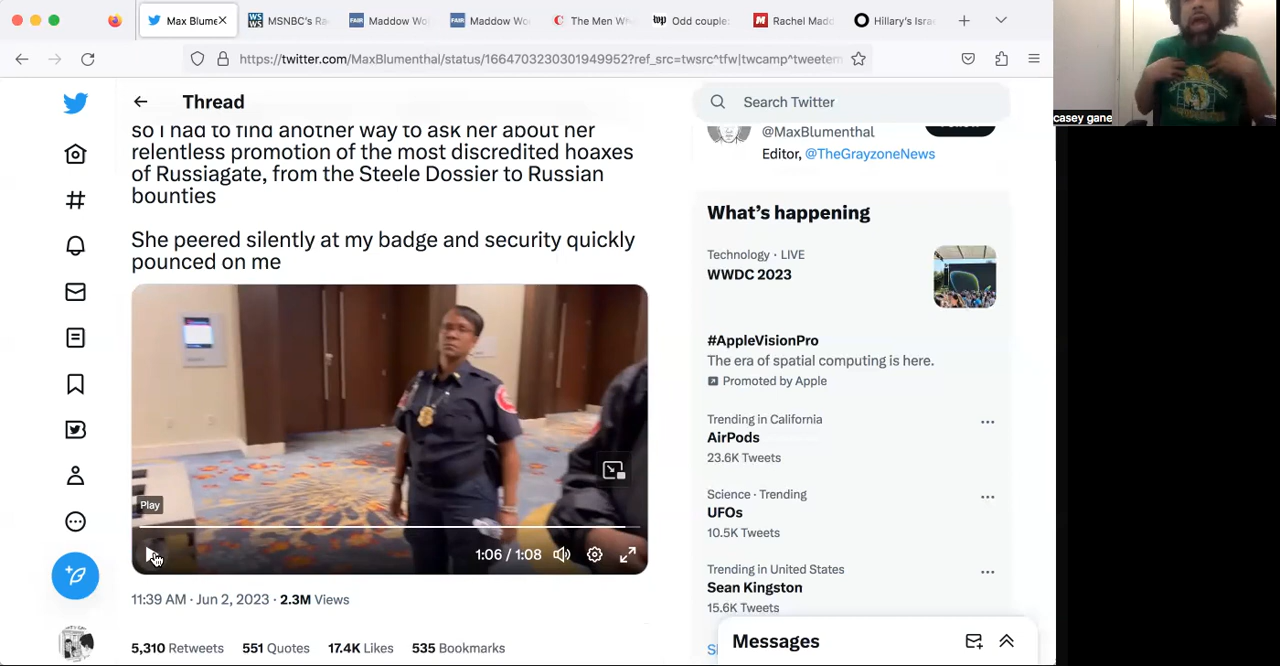 Max Blume
MSNBC's Ra
Maddow Wo
Maddow Wo
The Men Wh
Odd couple:
Rachel Madd
Hillary's Israe
https://twitter.com/MaxBlumenthal/status/1664703230301949952?ref_src=twsrc^tfw|twcamp^tweetem
Thread
Search Twitter
so I had to find another way to ask her about her
relentless promotion of the most discredited hoaxes
of Russiagate, from the Steele Dossier to Russian
bounties
She peered silently at my badge and security quickly
pounced on me
Play
1:06 / 1:08
11:39 AM · Jun 2, 2023 · 2.3M Views
5,310 Retweets 551 Quotes 17.4K Likes 535 Bookmarks
@MaxBlumenthal
Editor, @TheGrayzoneNews
What's happening
Technology · LIVE
WWDC 2023
#AppleVisionPro
The era of spatial computing is here.
Promoted by Apple
Trending in California
AirPods
23.6K Tweets
Science · Trending
UFOs
10.5K Tweets
Trending in United States
Sean Kingston
15.6K Tweets
Messages
casey gane